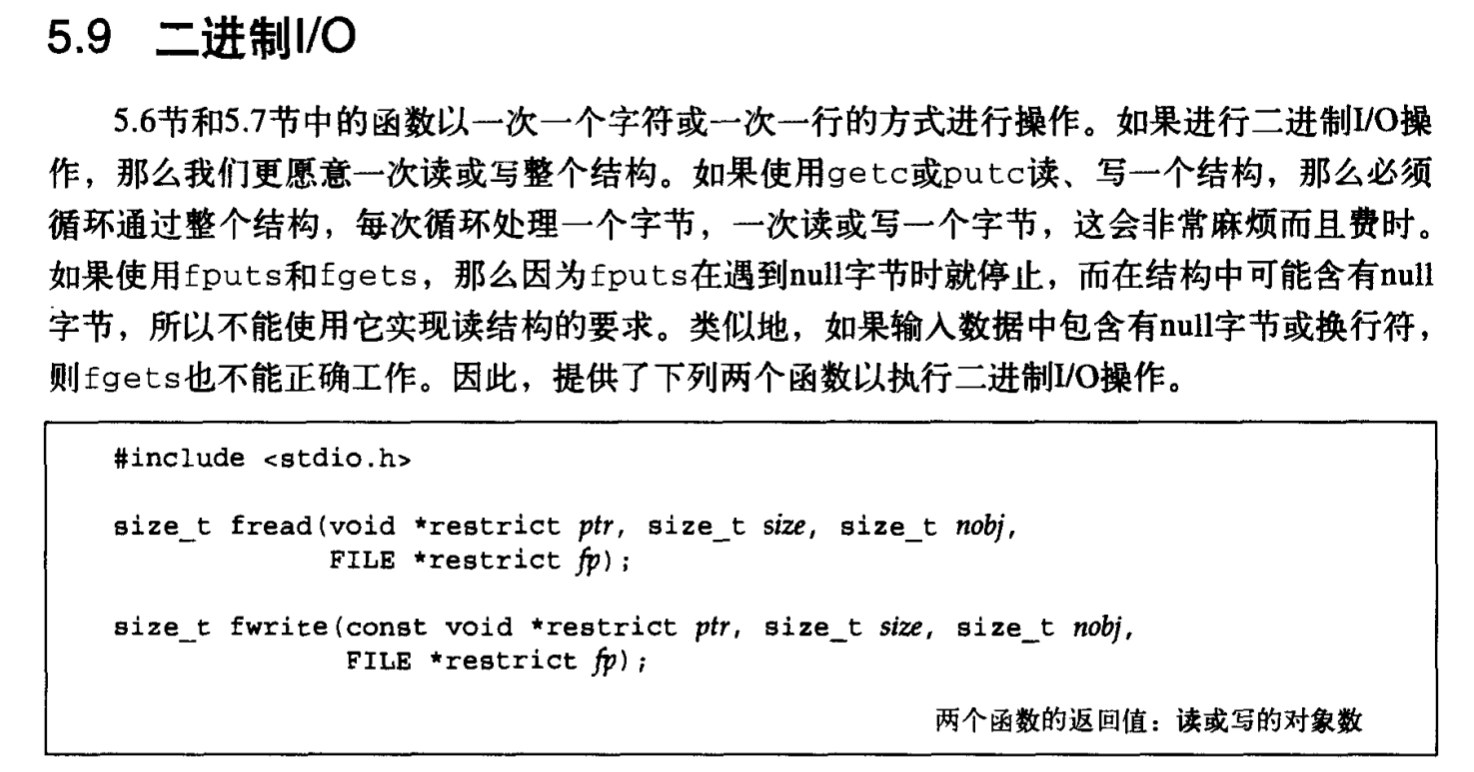 5.9 二进制I/O
5.6节和5.7节中的函数以一次一个字符或一次一行的方式进行操作。如果进行二进制I/O操
作，那么我们更愿意一次读或写整个结构。如果使用getc或putc读、写一个结构，那么必须
循环通过整个结构，每次循环处理一个字节，一次读或写一个字节，这会非常麻烦而且费时。
如果使用fputs和fgets，那么因为fputs在遇到null字节时就停止，而在结构中可能含有null
字节，所以不能使用它实现读结构的要求。类似地，如果输入数据中包含有null字节或换行符，
则fgets也不能正确工作。因此，提供了下列两个函数以执行二进制I/O操作。
#include <stdio.h>
size_t fread(void *restrict ptr, size_t size, size_t nobj,
FILE *restrict fp);
size_t fwrite(const void *restrict ptr, size_t size, size_t nobj,
FILE *restrict fp);
两个函数的返回值：读或写的对象数